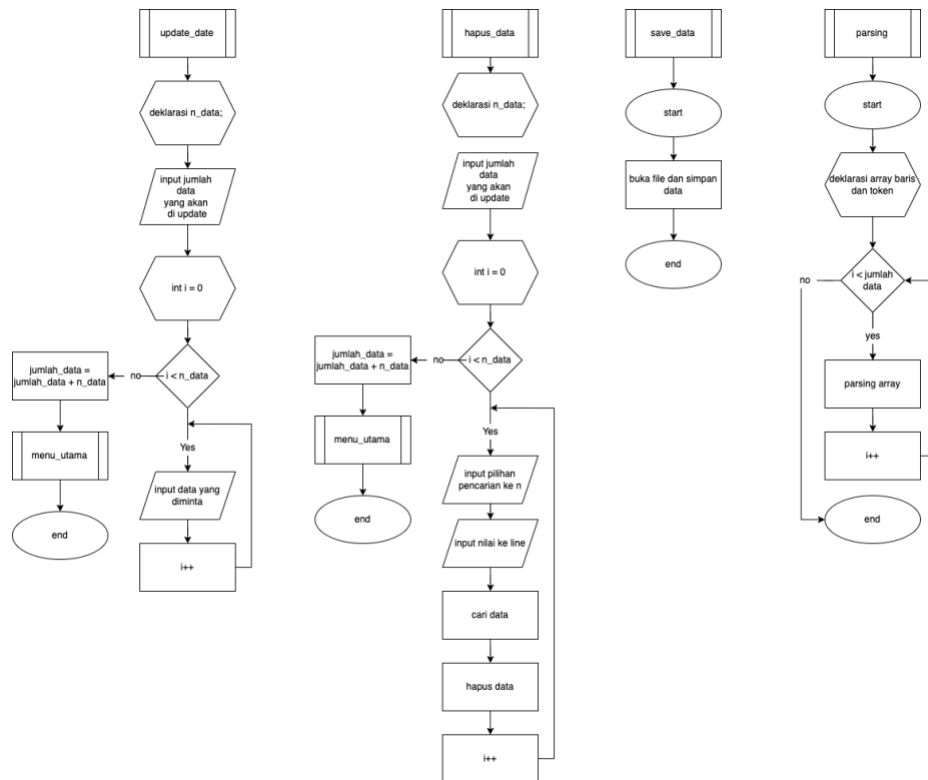 update_date
deklarasi n_data;
input jumlah
data
yang akan
di update
int i = 0
i < n_data
no
jumlah_data =
jumlah_data + n_data
menu_utama
end
Yes
input data yang
diminta
i++
hapus_data
deklarasi n_data;
input jumlah
data
yang akan
di update
int i = 0
i < n_data
no
jumlah_data =
jumlah_data + n_data
menu_utama
end
Yes
input pilihan
pencarian ke n
input nilai ke line
cari data
hapus data
i++
save_data
start
buka file dan simpan
data
end
parsing
start
deklarasi array baris
dan token
i < jumlah
data
no
yes
parsing array
i++
end